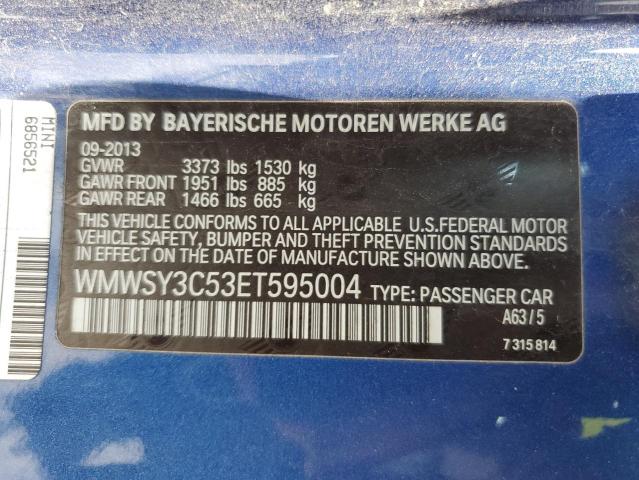 MFD BY BAYERISCHE MOTOREN WERKE AG
09-2013
GVWR 3373 lbs 1530 kg
GAWR FRONT 1951 lbs 885 kg
GAWR REAR 1466 lbs 665 kg
THIS VEHICLE CONFORMS TO ALL APPLICABLE U.S.FEDERAL MOTOR
VEHICLE SAFETY, BUMPER AND THEFT PREVENTION STANDARDS
IN EFFECT ON THE DATE OF MANUFACTURE SHOWN ABOVE.
WMWSY3C53ET595004 TYPE: PASSENGER CAR
A63/5
7 315 814
MINI
6856521